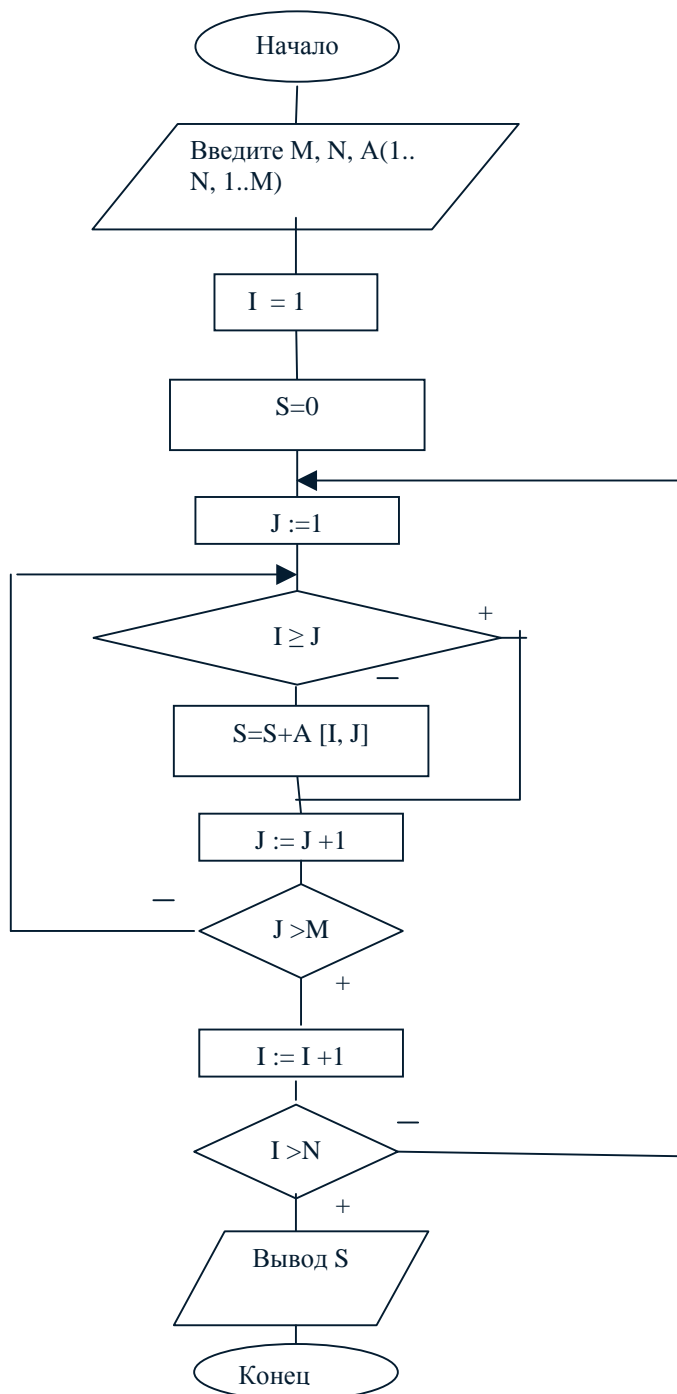 Начало
Введите M, N, A(1..
N, 1..M)
I = 1
S=0
J :=1
I ≥ J
+
—
S=S+A [I, J]
J := J +1
—
J >M
+
I := I +1
—
I >N
+
Вывод S
Конец